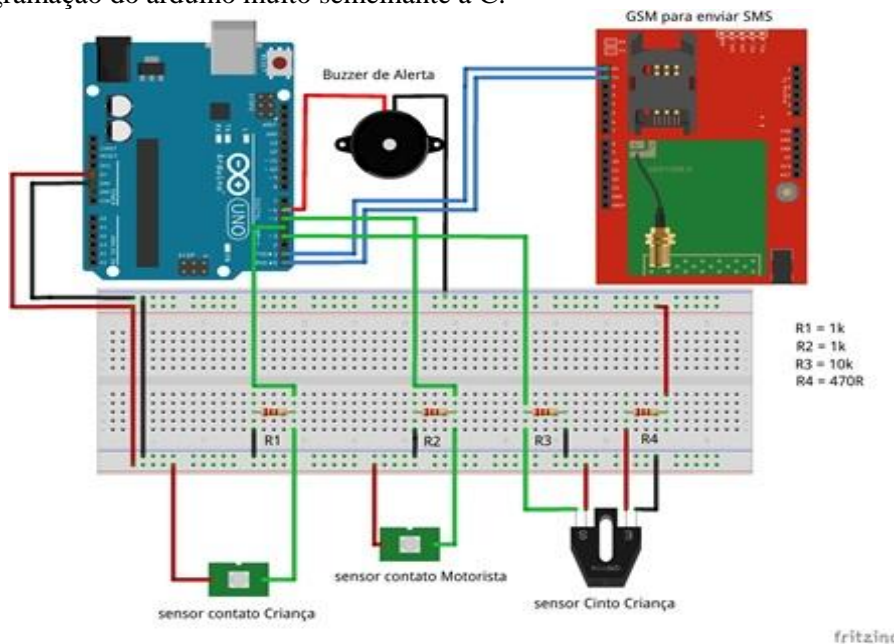 gramação do arduino muito semelhante a C.
GSM para enviar SMS
Buzzer de Alerta
UNO
R1 = 1k
R2 = 1k
R3 = 10k
R4 = 470R
R1
R2
R3
R4
sensor contato Motorista
sensor contato Criança
sensor Cinto Criança
S
E
fritzing